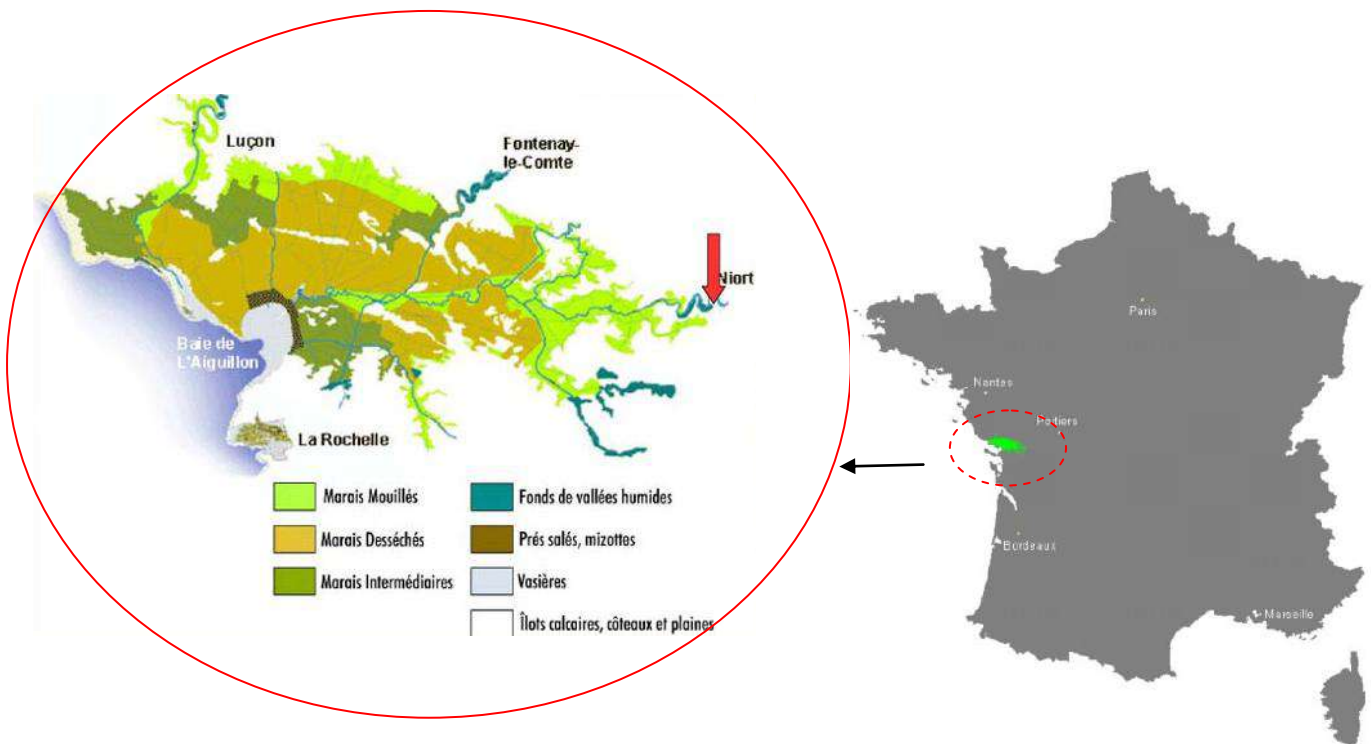 Luçon
Fontenay-
le-Comte
Niort
Baie de
L'Aiguillon
La Rochelle
Marais Mouillés
Marais Desséchés
Marais Intermédiaires
Fonds de vallées humides
Prés salés, mizottes
Vasières
Îlots calcaires, côteaux et plaines
Paris
Nantes
Poitiers
Bordeaux
Marseille